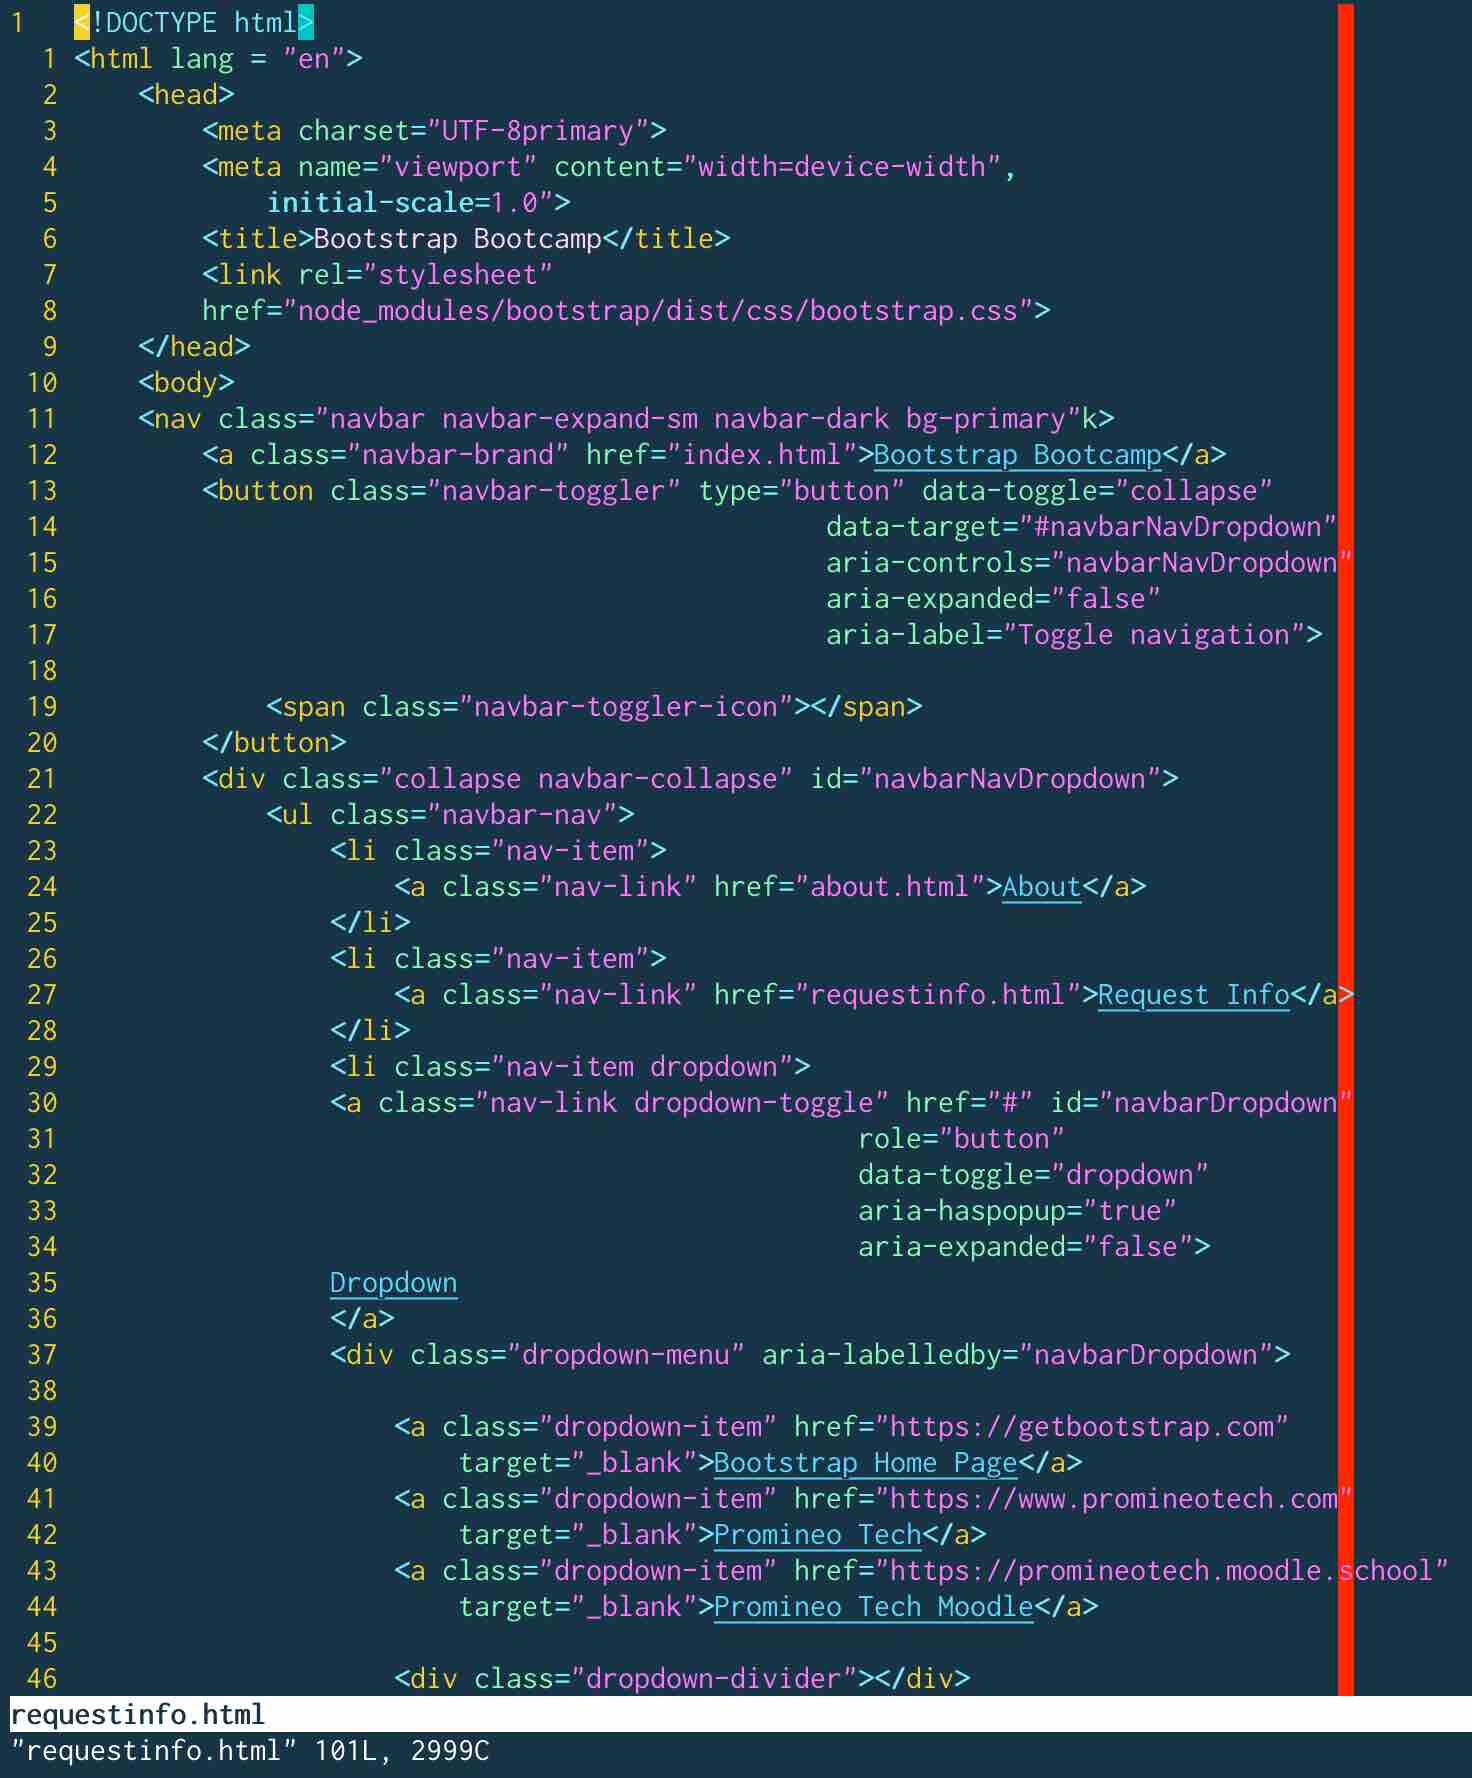 1   <!DOCTYPE html>
  1 <html lang = "en">
  2     <head>
  3         <meta charset="UTF-8primary">
  4         <meta name="viewport" content="width=device-width",
  5             initial-scale=1.0">
  6         <title>Bootstrap Bootcamp</title>
  7         <link rel="stylesheet"
  8         href="node_modules/bootstrap/dist/css/bootstrap.css">
  9     </head>
 10     <body>
 11     <nav class="navbar navbar-expand-sm navbar-dark bg-primary"k>
 12         <a class="navbar-brand" href="index.html">Bootstrap Bootcamp</a>
 13         <button class="navbar-toggler" type="button" data-toggle="collapse"
 14                                                data-target="#navbarNavDropdown"
 15                                                aria-controls="navbarNavDropdown"
 16                                                aria-expanded="false"
 17                                                aria-label="Toggle navigation">
 18
 19             <span class="navbar-toggler-icon"></span>
 20         </button>
 21         <div class="collapse navbar-collapse" id="navbarNavDropdown">
 22             <ul class="navbar-nav">
 23                 <li class="nav-item">
 24                     <a class="nav-link" href="about.html">About</a>
 25                 </li>
 26                 <li class="nav-item">
 27                     <a class="nav-link" href="requestinfo.html">Request Info</a>
 28                 </li>
 29                 <li class="nav-item dropdown">
 30                 <a class="nav-link dropdown-toggle" href="#" id="navbarDropdown"
 31                                                  role="button"
 32                                                  data-toggle="dropdown"
 33                                                  aria-haspopup="true"
 34                                                  aria-expanded="false">
 35                 Dropdown
 36                 </a>
 37                 <div class="dropdown-menu" aria-labelledby="navbarDropdown">
 38
 39                     <a class="dropdown-item" href="https://getbootstrap.com"
 40                         target="_blank">Bootstrap Home Page</a>
 41                     <a class="dropdown-item" href="https://www.promineotech.com"
 42                         target="_blank">Promineo Tech</a>
 43                     <a class="dropdown-item" href="https://promineotech.moodle.school"
 44                         target="_blank">Promineo Tech Moodle</a>
 45
 46                     <div class="dropdown-divider"></div>
requestinfo.html
"requestinfo.html" 101L, 2999C